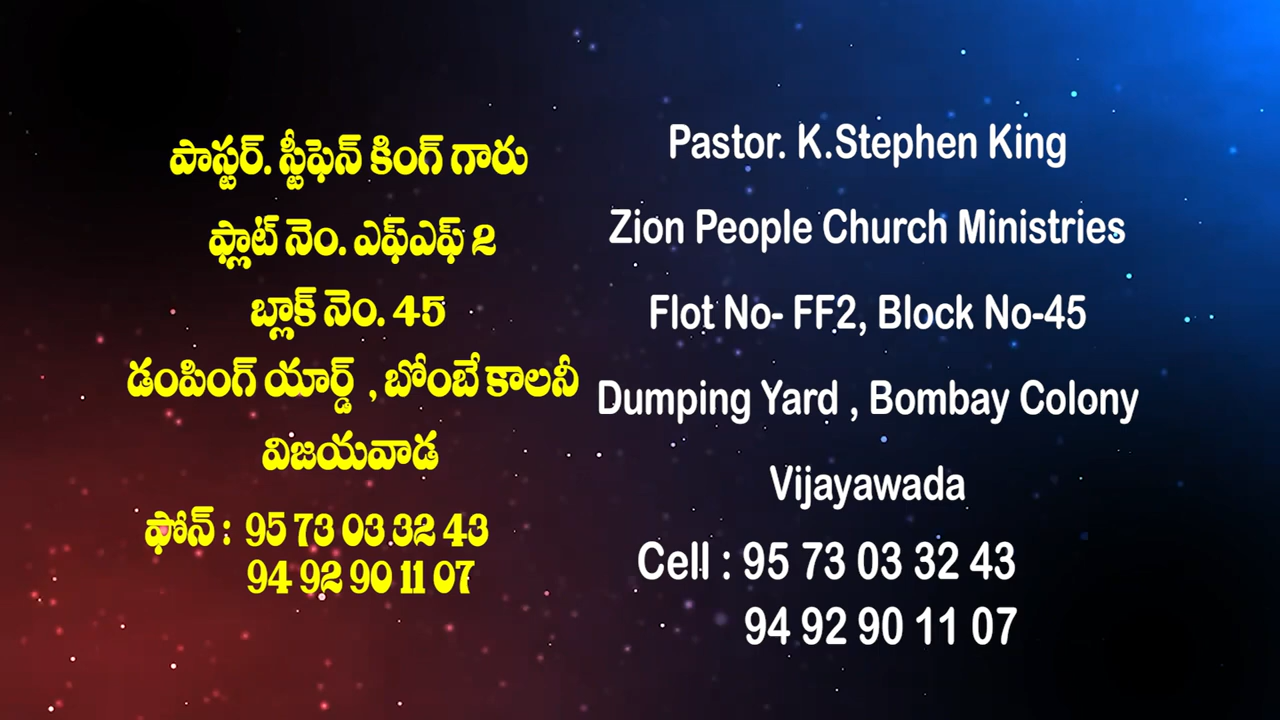 పాస్టర్. స్టీఫెన్ కింగ్ గారు
ఫ్లాట్ నెం. ఎఫ్ఎఫ్ 2
బ్లాక్ నెం. 45
డంపింగ్ యార్డ్ , బోంబే కాలనీ
విజయవాడ
ఫోన్ : 95 73 03 32 43
94 92 90 11 07
Pastor. K.Stephen King
Zion People Church Ministries
Flot No- FF2, Block No-45
Dumping Yard , Bombay Colony
Vijayawada
Cell : 95 73 03 32 43
94 92 90 11 07